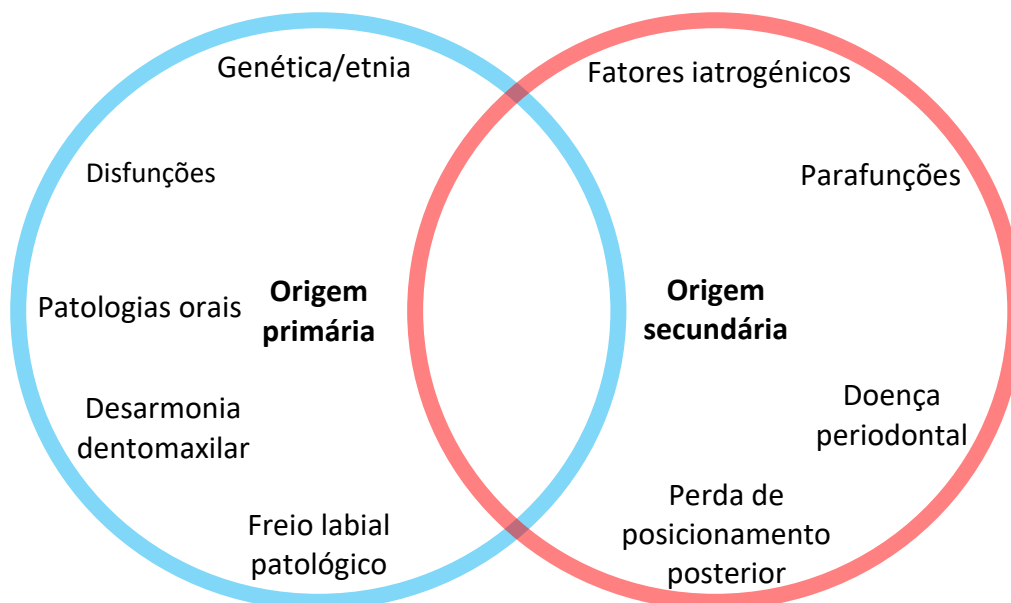 Genética/etnia
Disfunções
Patologias orais
Origem
primária
Desarmonia
dentomaxilar
Freio labial
patológico
Fatores iatrogénicos
Parafunções
Origem
secundária
Doença
periodontal
Perda de
posicionamento
posterior